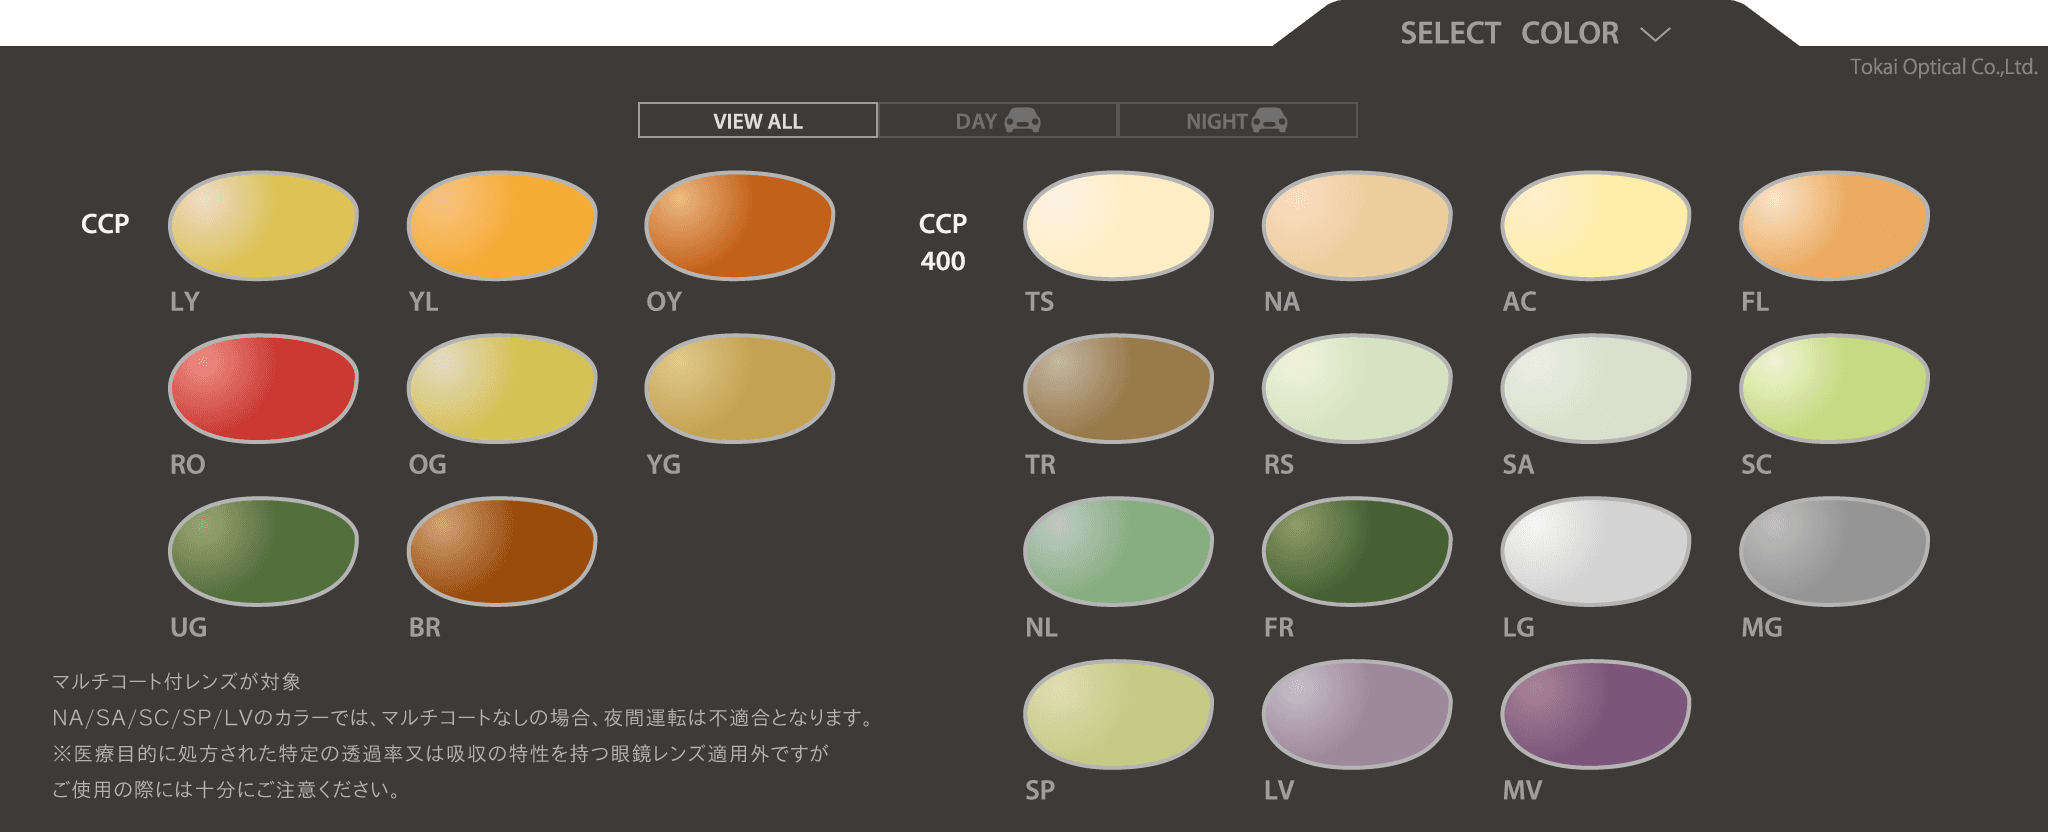 SELECT COLOR
Tokai Optical Co.,Ltd.
VIEW ALL
DAY
NIGHT
CCP
LY
YL
OY
RO
OG
YG
UG
BR
CCP
400
TS
NA
AC
FL
TR
RS
SA
SC
NL
FR
LG
MG
SP
LV
MV
マルチコート付レンズが対象
NA/SA/SC/SP/LVのカラーでは、マルチコートなしの場合、夜間運転は不適合となります。
※医療目的に処方された特定の透過率又は吸収の特性を持つ眼鏡レンズ適用外ですが
ご使用の際には十分にご注意ください。